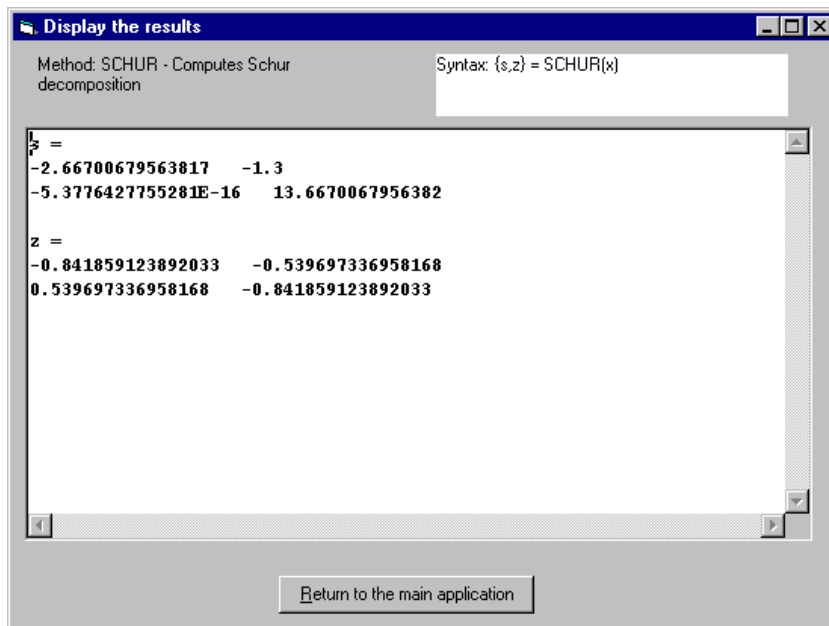 Display the results
Method: SCHUR - Computes Schur
decomposition
Syntax: {s,z} = SCHUR(x)
s =
-2.66700679563817   -1.3
-5.3776427755281E-16   13.6670067956382
z =
-0.841859123892033   -0.539697336958168
0.539697336958168   -0.841859123892033
Return to the main application